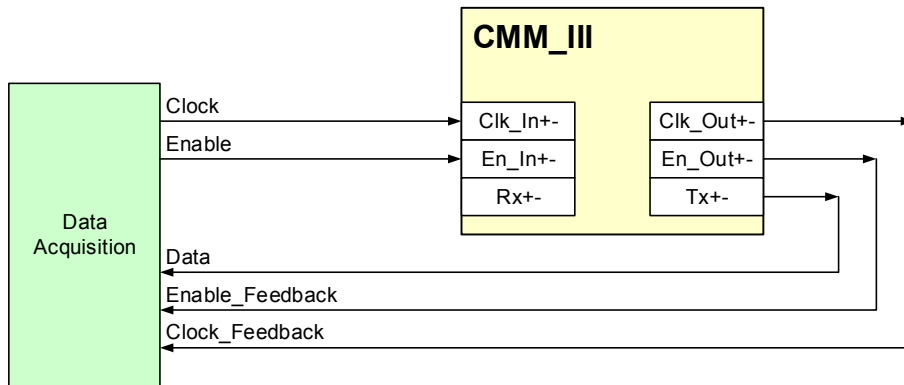 CMM_III
Clock
Clk_In+-
Clk_Out+-
Enable
En_In+-
En_Out+-
Rx+-
Tx+-
Data
Acquisition
Data
Enable_Feedback
Clock_Feedback